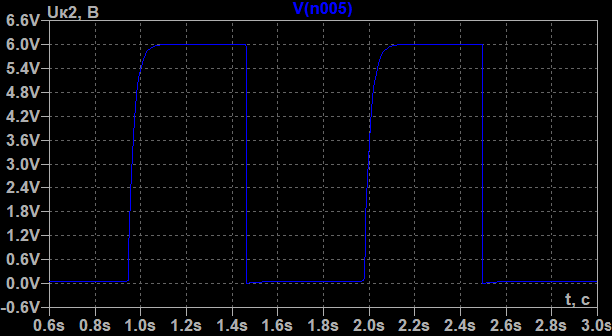 V(n005)
Uк2, В
6.6V
6.0V
5.4V
4.8V
4.2V
3.6V
3.0V
2.4V
1.8V
1.2V
0.6V
0.0V
-0.6V
t, с
0.6s 0.8s 1.0s 1.2s 1.4s 1.6s 1.8s 2.0s 2.2s 2.4s 2.6s 2.8s 3.0s